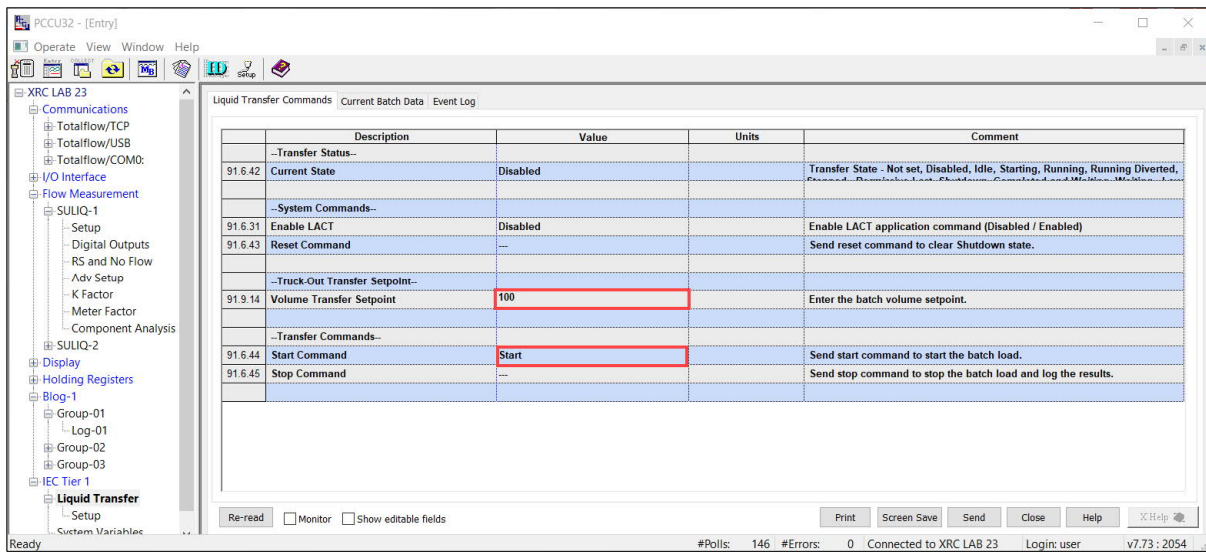 PCCU32 - [Entry]
Operate View Window Help
Entry COLLECT MB Setup
XRC LAB 23
Communications
Totalflow/TCP
Totalflow/USB
Totalflow/COM0:
I/O Interface
Flow Measurement
SULIQ-1
Setup
Digital Outputs
RS and No Flow
Adv Setup
K Factor
Meter Factor
Component Analysis
SULIQ-2
Display
Holding Registers
Blog-1
Group-01
Log-01
Group-02
Group-03
IEC Tier 1
Liquid Transfer
Setup
System Variables
Liquid Transfer Commands Current Batch Data Event Log
Description Value Units Comment
--Transfer Status--
91.6.42 Current State Disabled Transfer State - Not set, Disabled, Idle, Starting, Running, Running Diverted,
--System Commands--
91.6.31 Enable LACT Disabled Enable LACT application command (Disabled / Enabled)
91.6.43 Reset Command --- Send reset command to clear Shutdown state.
--Truck-Out Transfer Setpoint--
91.9.14 Volume Transfer Setpoint 100 Enter the batch volume setpoint.
--Transfer Commands--
91.6.44 Start Command Start Send start command to start the batch load.
91.6.45 Stop Command --- Send stop command to stop the batch load and log the results.
Re-read Monitor Show editable fields Print Screen Save Send Close Help X Help
Ready #Polls: 146 #Errors: 0 Connected to XRC LAB 23 Login: user v7.73 : 2054